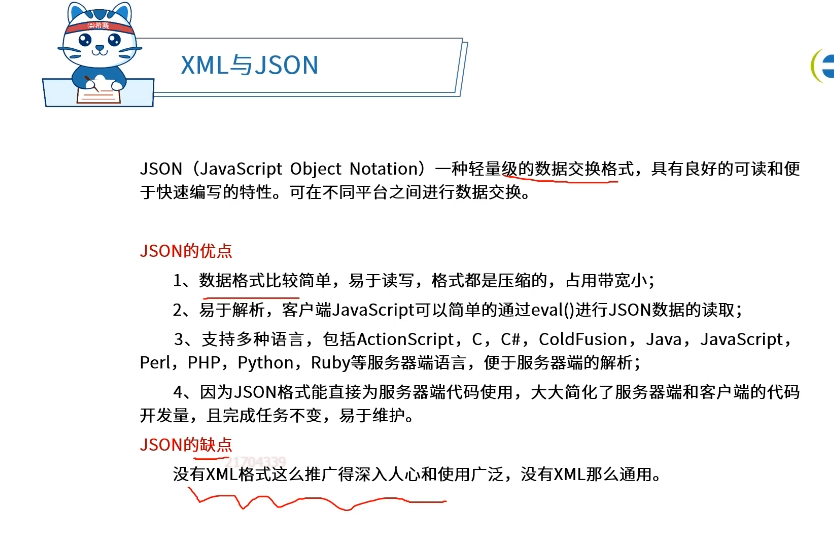 XML与JSON
JSON（JavaScript Object Notation）一种轻量级的数据交换格式，具有良好的可读和便
于快速编写的特性。可在不同平台之间进行数据交换。
JSON的优点
1、数据格式比较简单，易于读写，格式都是压缩的，占用带宽小；
2、易于解析，客户端JavaScript可以简单的通过eval()进行JSON数据的读取；
3、支持多种语言，包括ActionScript，C，C#，ColdFusion，Java，JavaScript，
Perl，PHP，Python，Ruby等服务器端语言，便于服务器端的解析；
4、因为JSON格式能直接为服务器端代码使用，大大简化了服务器端和客户端的代码
开发量，且完成任务不变，易于维护。
JSON的缺点
21704339
没有XML格式这么推广得深入人心和使用广泛，没有XML那么通用。